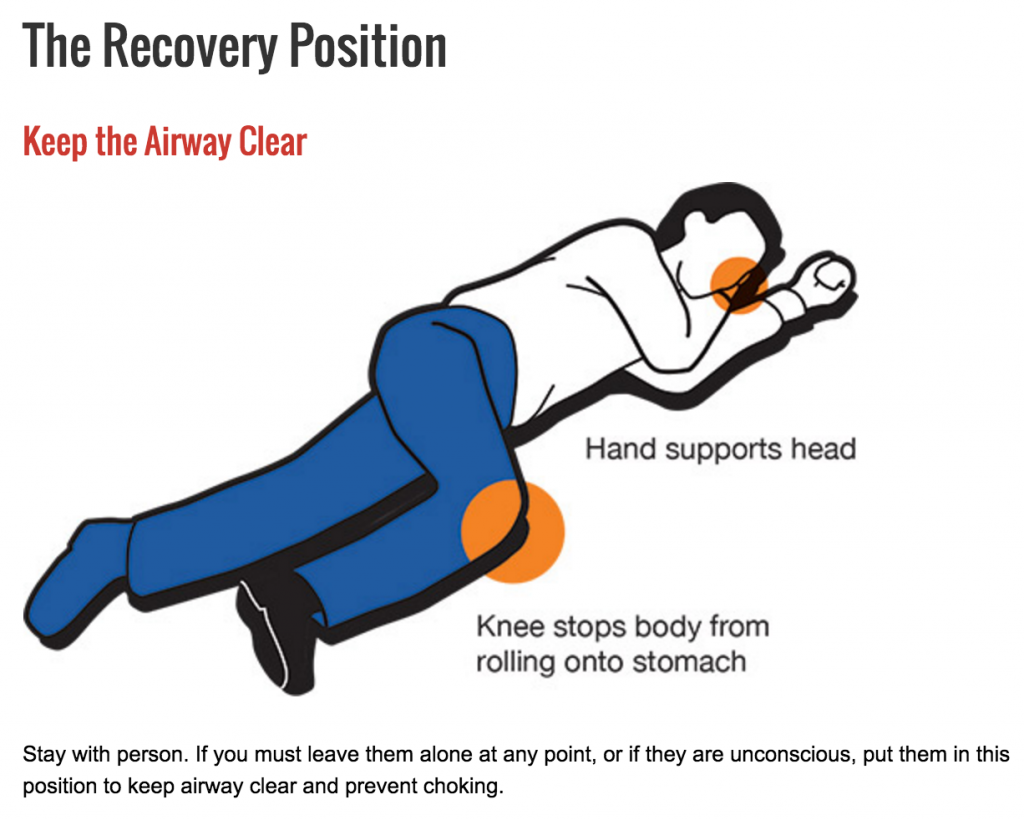 The Recovery Position
Keep the Airway Clear
Hand supports head
Knee stops body from
rolling onto stomach
Stay with person. If you must leave them alone at any point, or if they are unconscious, put them in this
position to keep airway clear and prevent choking.